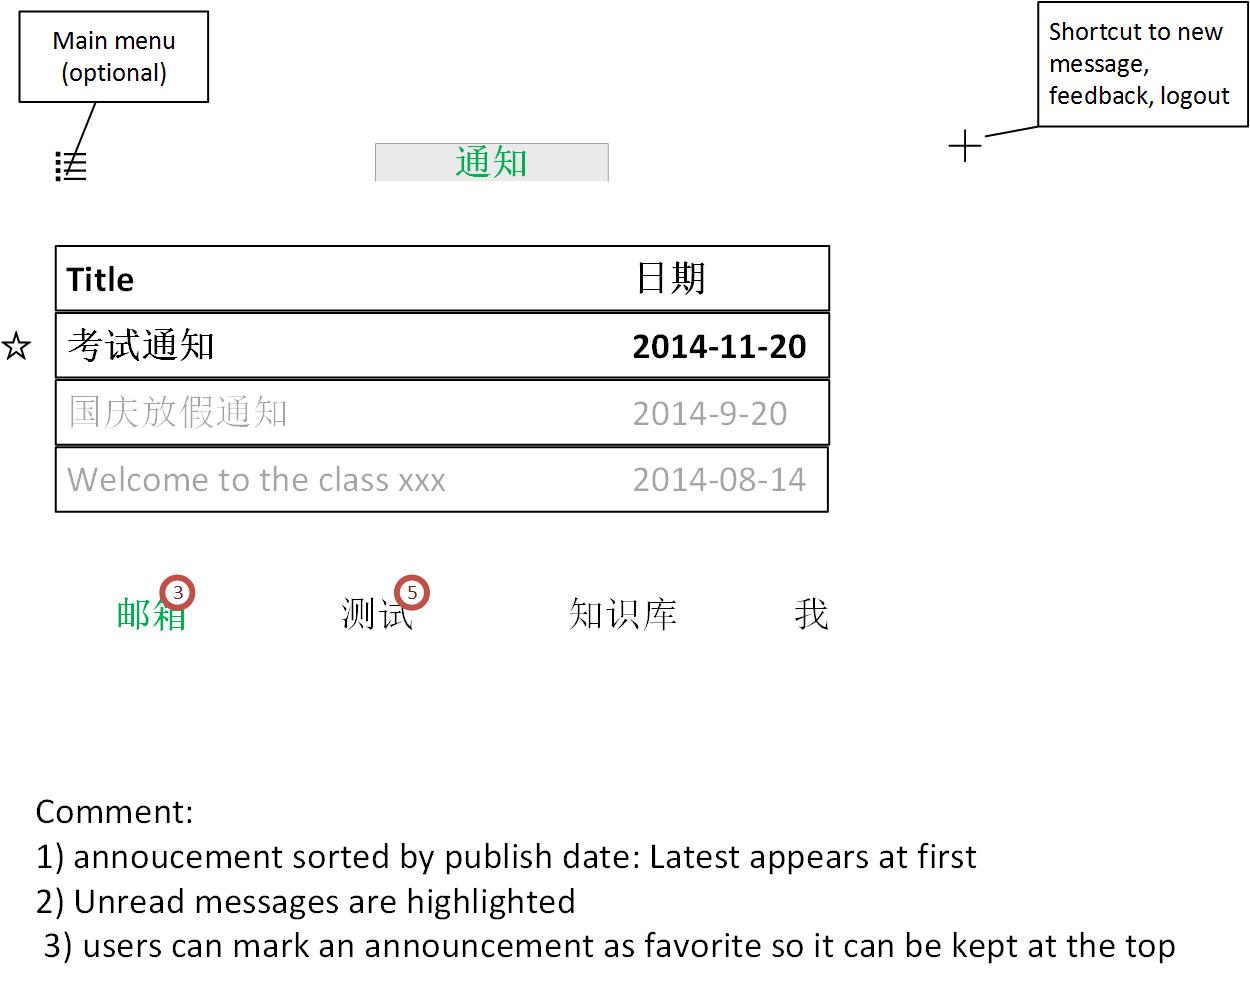 Main menu
(optional)
Shortcut to new
message,
feedback, logout
通知
Title 日期
考试通知 2014-11-20
国庆放假通知 2014-9-20
Welcome to the class xxx 2014-08-14
3 5
邮箱 测试 知识库 我
Comment:
1) annoucement sorted by publish date: Latest appears at first
2) Unread messages are highlighted
3) users can mark an announcement as favorite so it can be kept at the top